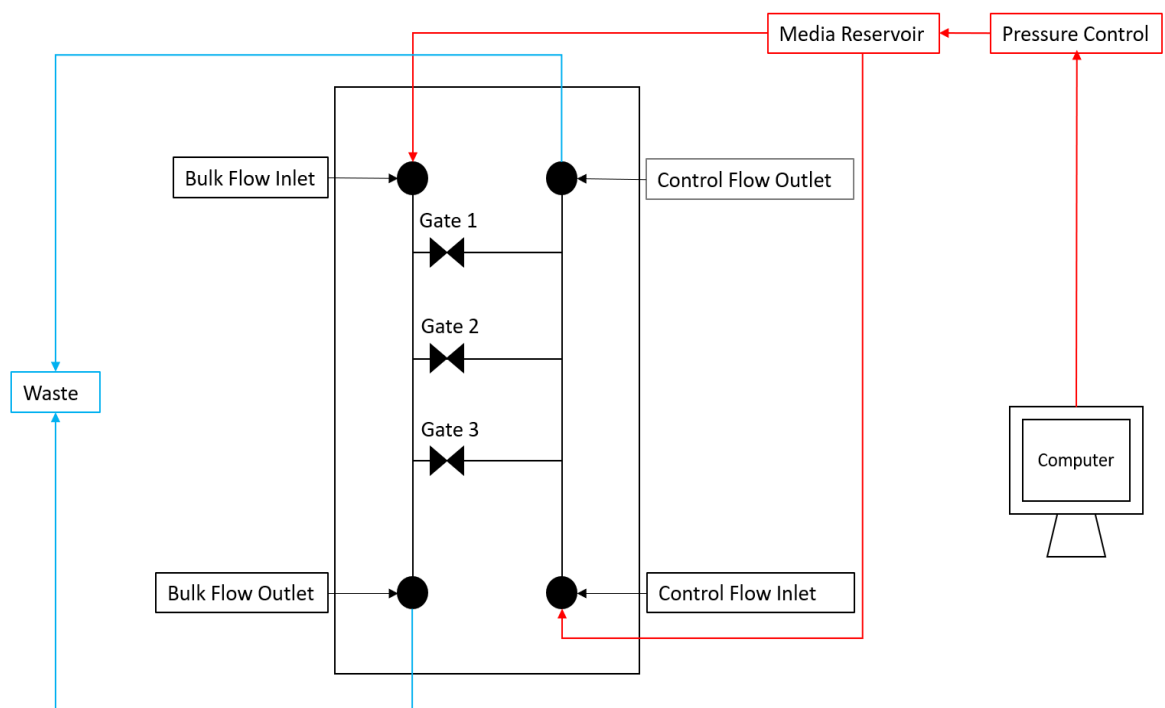 Media Reservoir
Pressure Control
Bulk Flow Inlet
Control Flow Outlet
Gate 1
Gate 2
Waste
Gate 3
Computer
Bulk Flow Outlet
Control Flow Inlet